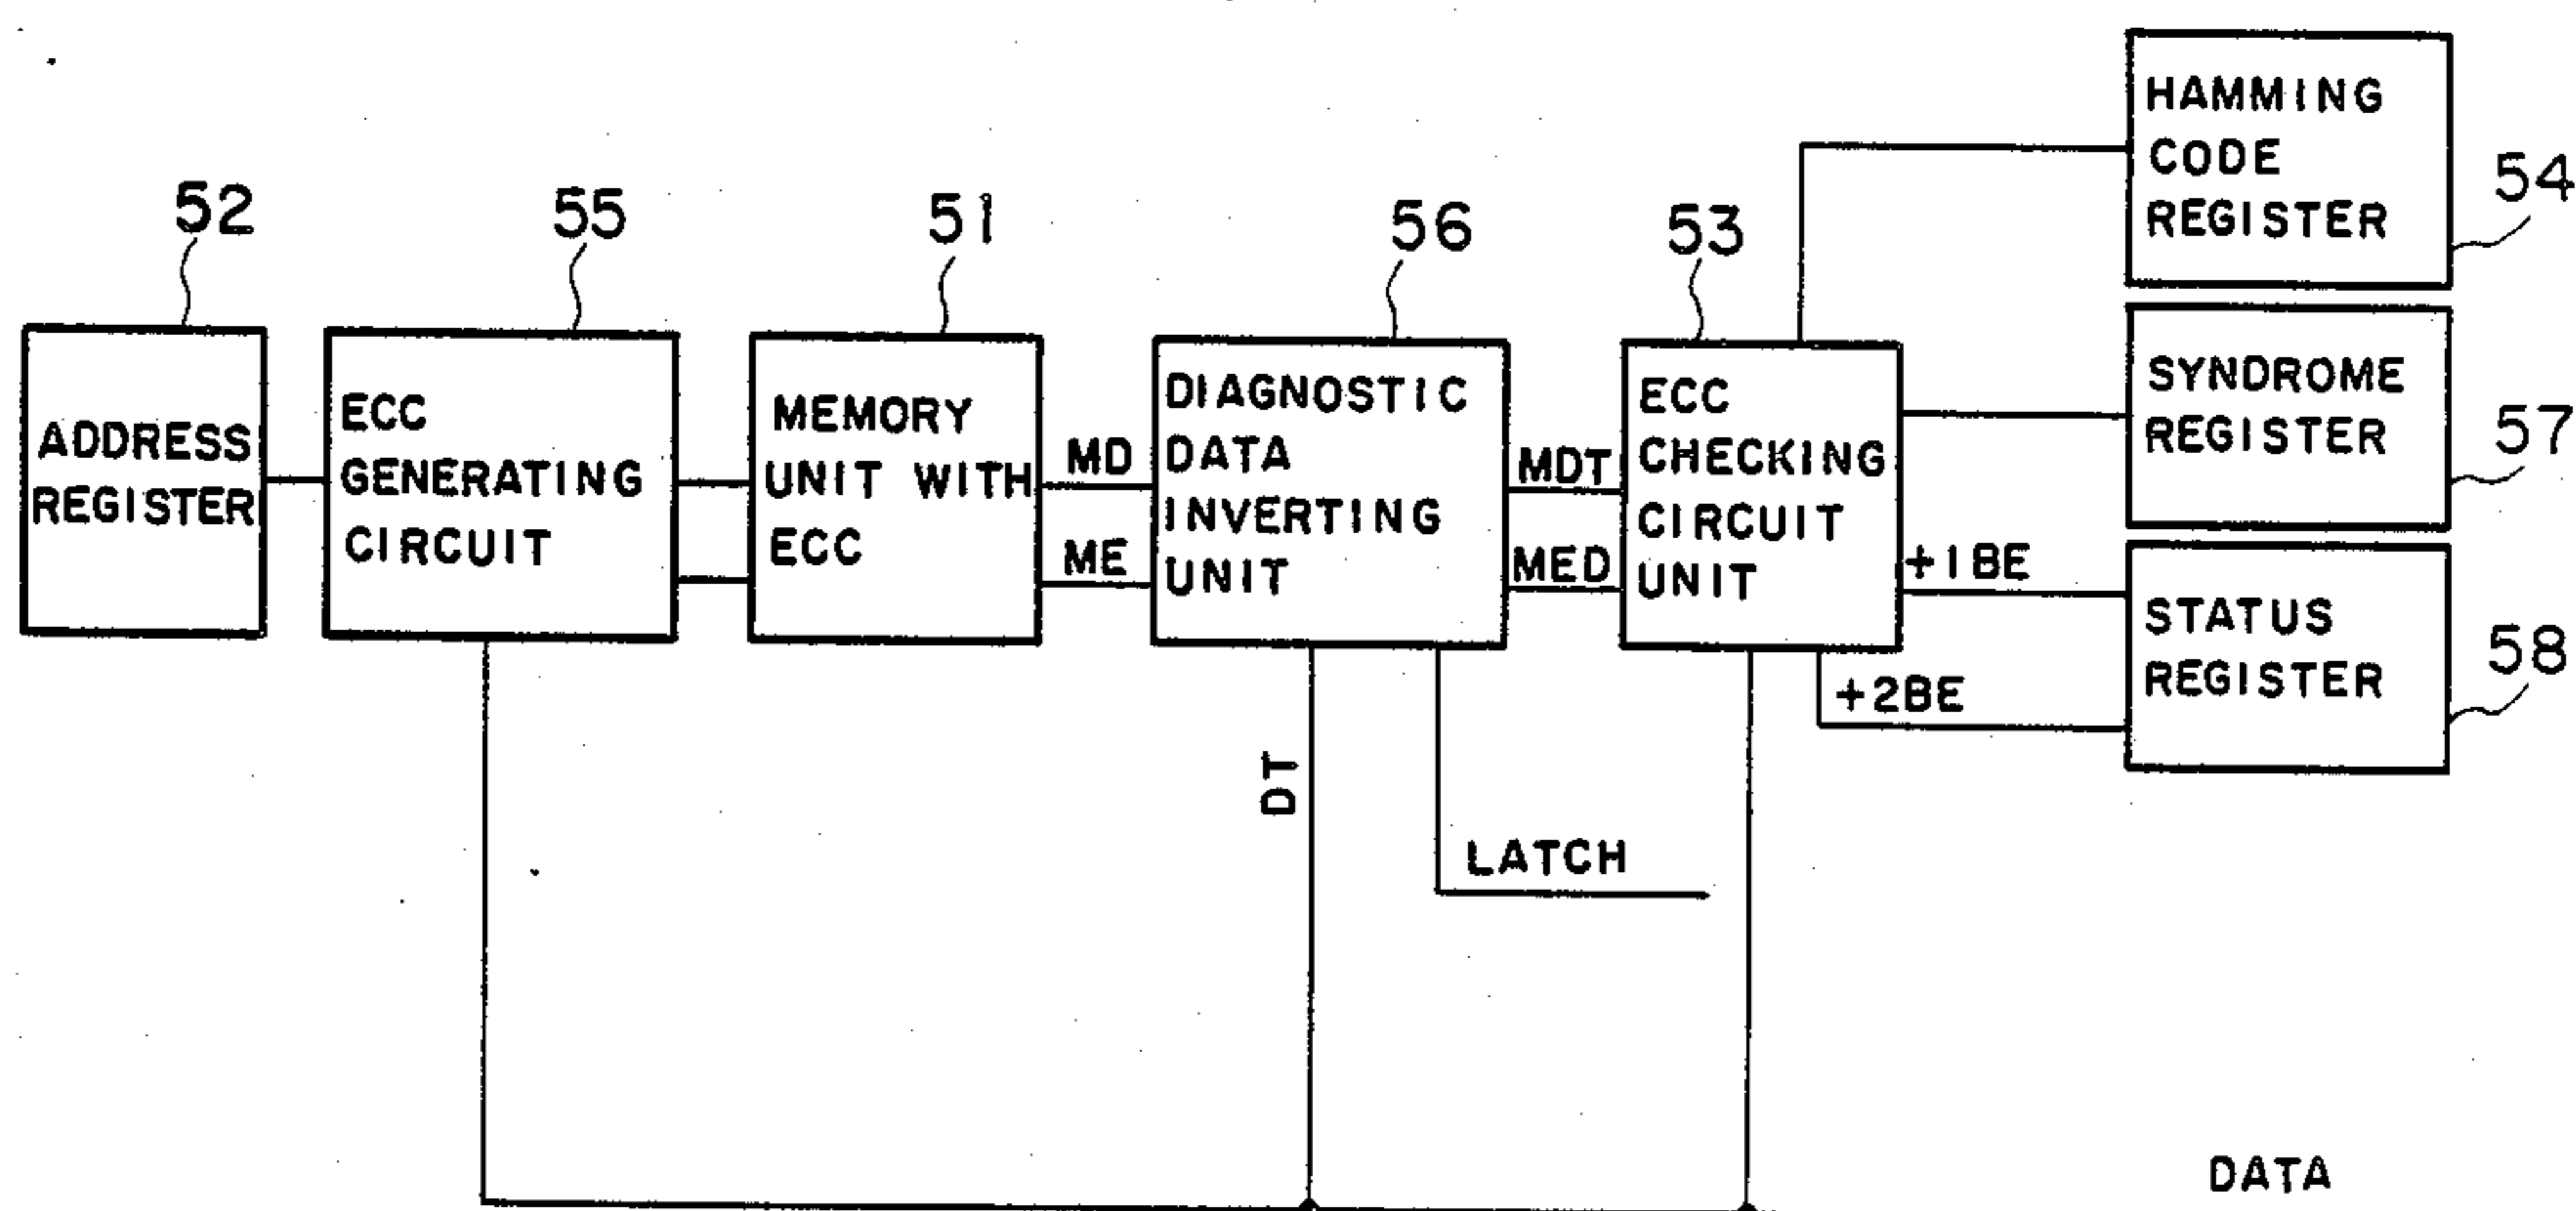 52
55
51
56
53
54
57
58
ADDRESS
REGISTER
ECC
GENERATING
CIRCUIT
MEMORY
UNIT WITH
ECC
MD
ME
DIAGNOSTIC
DATA
INVERTING
UNIT
MDT
MED
ECC
CHECKING
CIRCUIT
UNIT
HAMMING
CODE
REGISTER
SYNDROME
REGISTER
+1BE
+2BE
STATUS
REGISTER
DT
LATCH
DATA